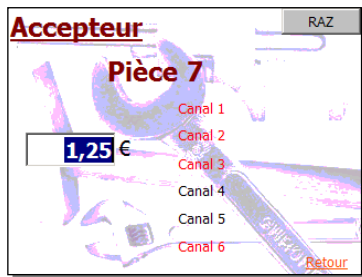 Accepteur
RAZ
Pièce 7
Canal 1
Canal 2
1,25 €
Canal 3
Canal 4
Canal 5
Canal 6
Retour